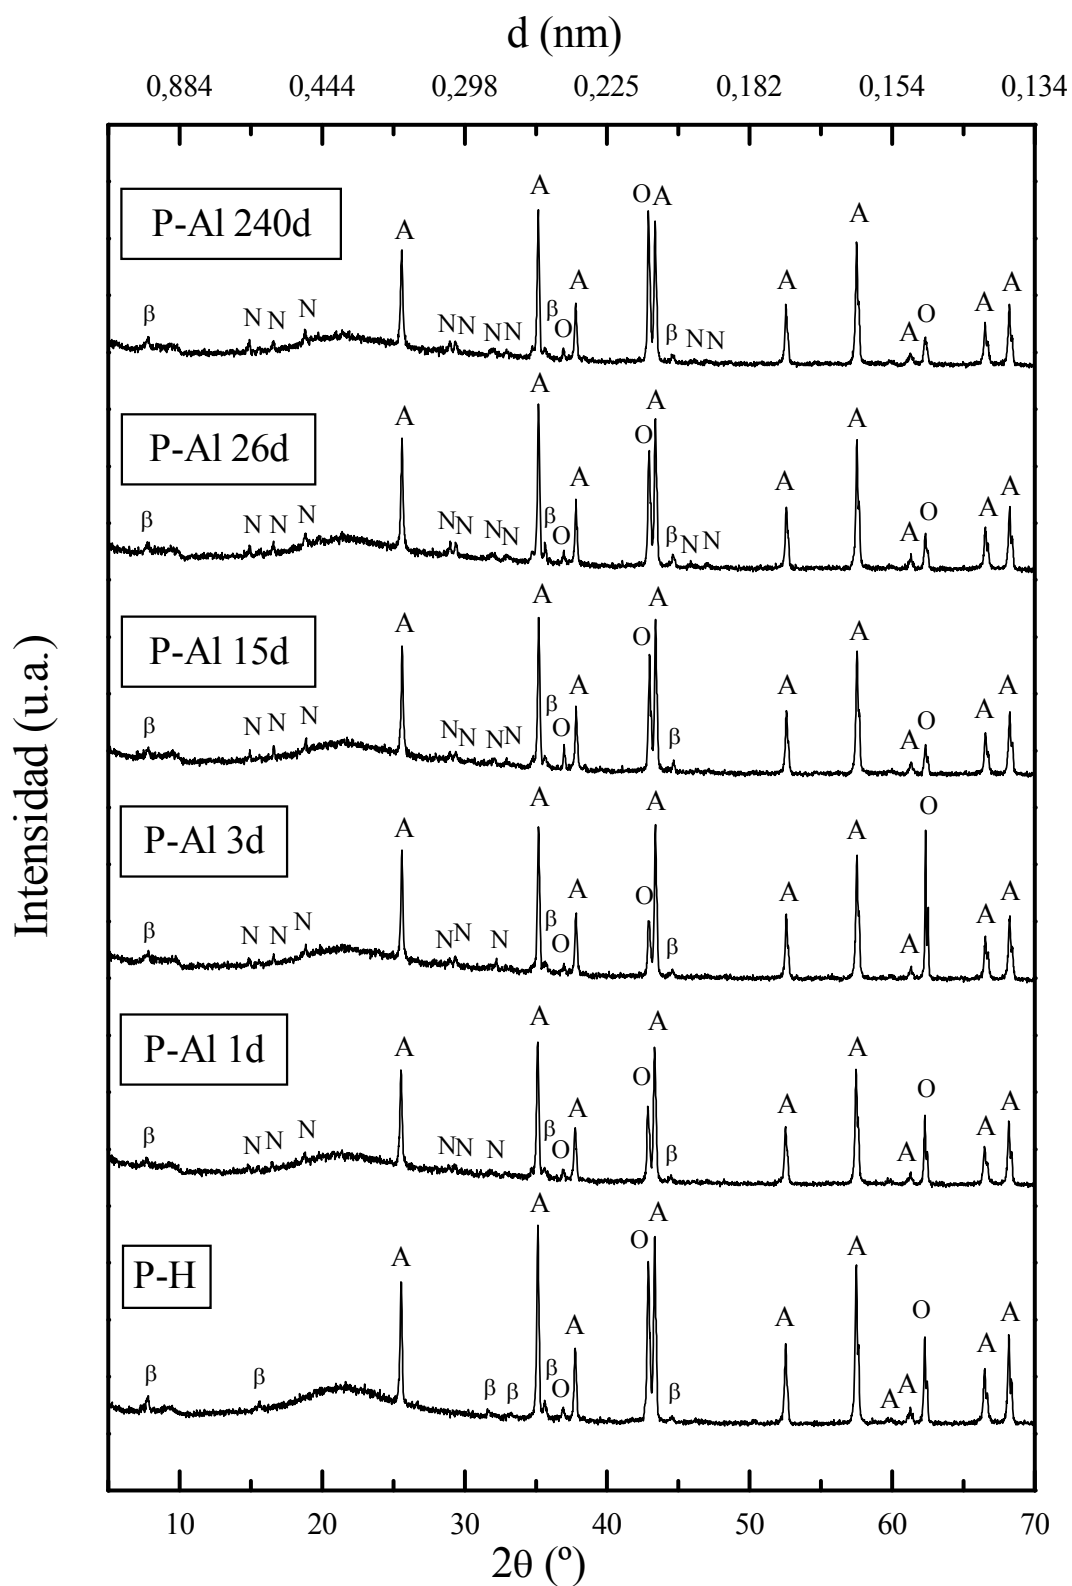 d (nm)
0,884 0,444 0,298 0,225 0,182 0,154 0,134
Intensidad (u.a.)
P-Al 240d
β N N N A N N N N A β O A O A β N N A A A O A A
P-Al 26d
β N N N A N N N N A β O A O A β N N A A A O A A
P-Al 15d
β N N N A N N N N A β O A O A β A A A O A A
P-Al 3d
β N N N A N N N A β O A O A β A A A O A A
P-Al 1d
β N N N A N N N A β O A O A β A A A O A A
P-H
β β A β β A β O A O A β A A A A O A A
10 20 30 40 50 60 70
2θ (º)